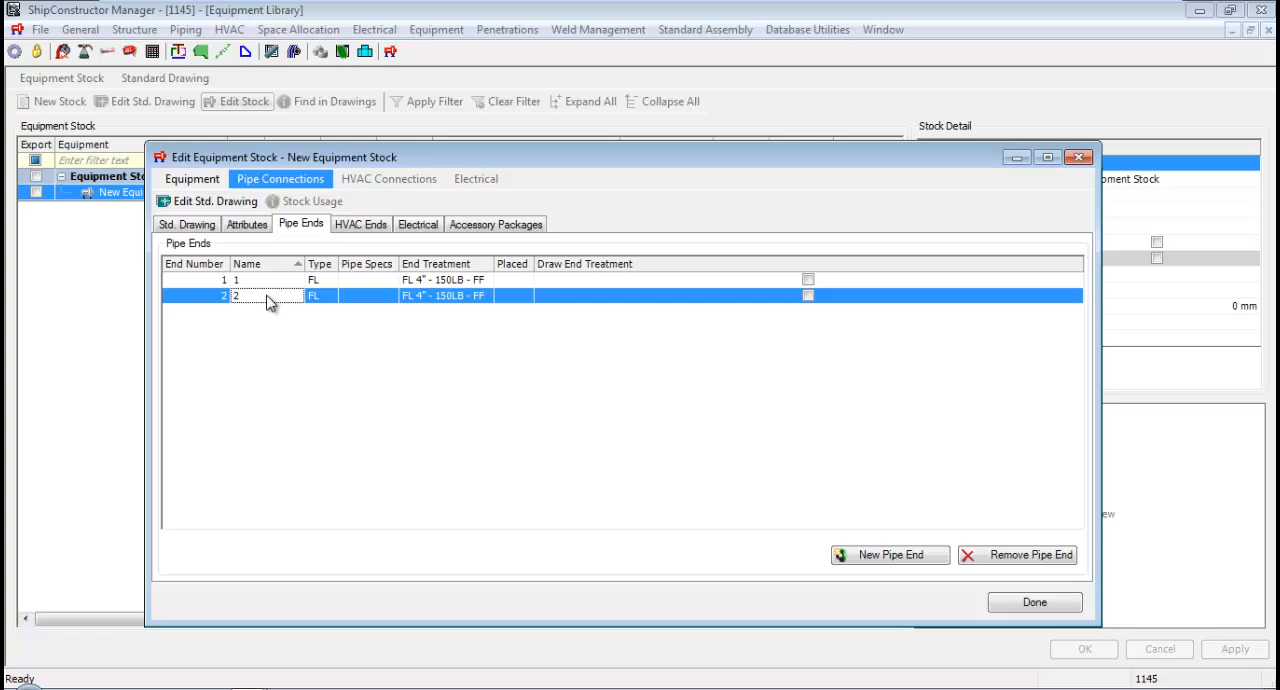 ShipConstructor Manager - [1145] - [Equipment Library]
File General Structure Piping HVAC Space Allocation Electrical Equipment Penetrations Weld Management Standard Assembly Database Utilities Window
Equipment Stock Standard Drawing
New Stock Edit Std. Drawing Edit Stock Find in Drawings Apply Filter Clear Filter Expand All Collapse All
Equipment Stock Stock Detail
Export Equipment
Enter filter text
Edit Equipment Stock - New Equipment Stock
Equipment Sto
New Equi
Equipment Pipe Connections HVAC Connections Electrical
pment Stock
Edit Std. Drawing Stock Usage
Std. Drawing Attributes Pipe Ends HVAC Ends Electrical Accessory Packages
Pipe Ends
End Number Name Type Pipe Specs End Treatment Placed Draw End Treatment
1 1 FL FL 4" - 150LB - FF
2 2 FL FL 4" - 150LB - FF
0 mm
ew
New Pipe End Remove Pipe End
Done
OK Cancel Apply
Ready 1145